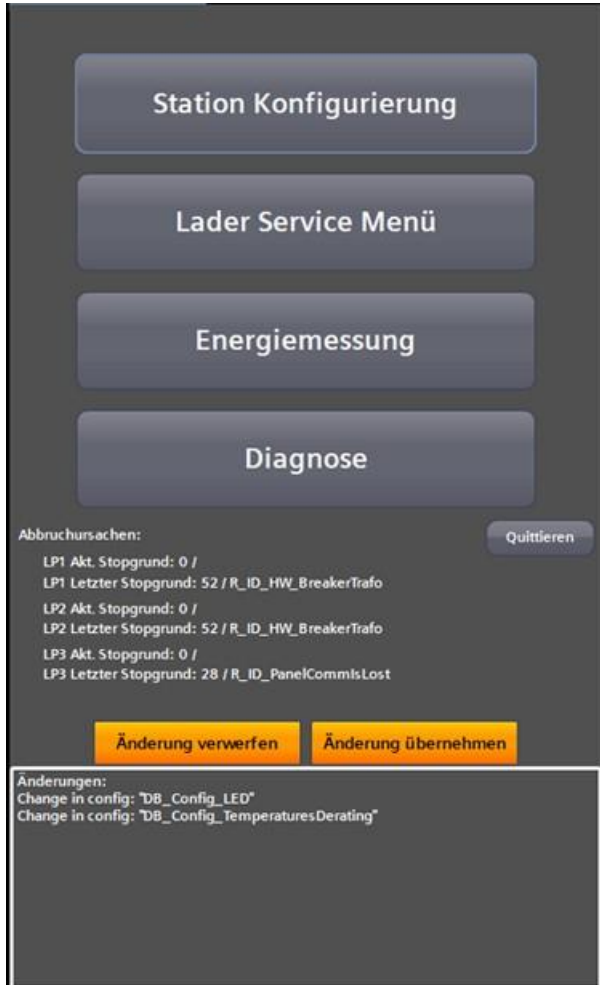 Station Konfigurierung
Lader Service Menü
Energiemessung
Diagnose
Abbruchursachen:
Quittieren
LP1 Akt. Stopgrund: 0 /
LP1 Letzter Stopgrund: 52 / R_ID_HW_BreakerTrafo
LP2 Akt. Stopgrund: 0 /
LP2 Letzter Stopgrund: 52 / R_ID_HW_BreakerTrafo
LP3 Akt. Stopgrund: 0 /
LP3 Letzter Stopgrund: 28 / R_ID_PanelCommIsLost
Änderung verwerfen
Änderung übernehmen
Änderungen:
Change in config: "DB_Config_LED"
Change in config: "DB_Config_TemperaturesDerating"